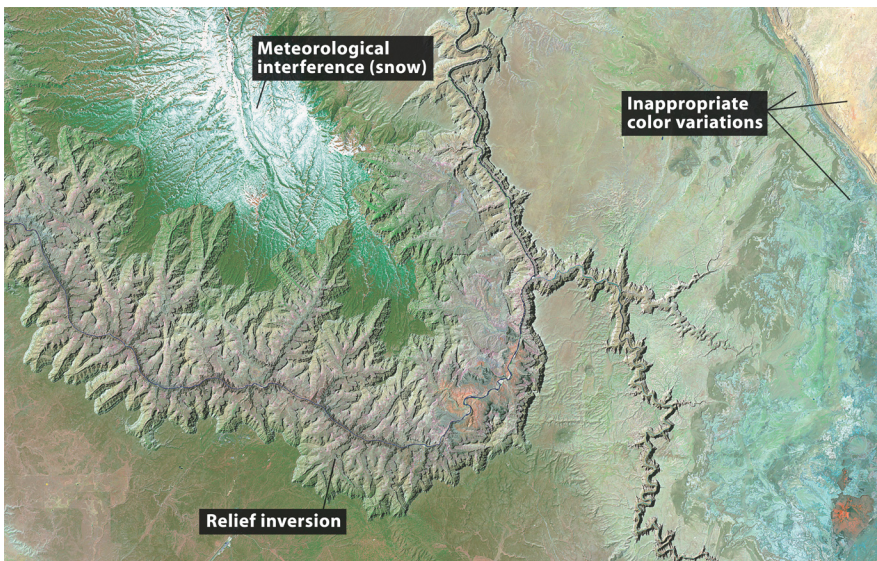 Meteorological
interference (snow)
Inappropriate
color variations
Relief inversion